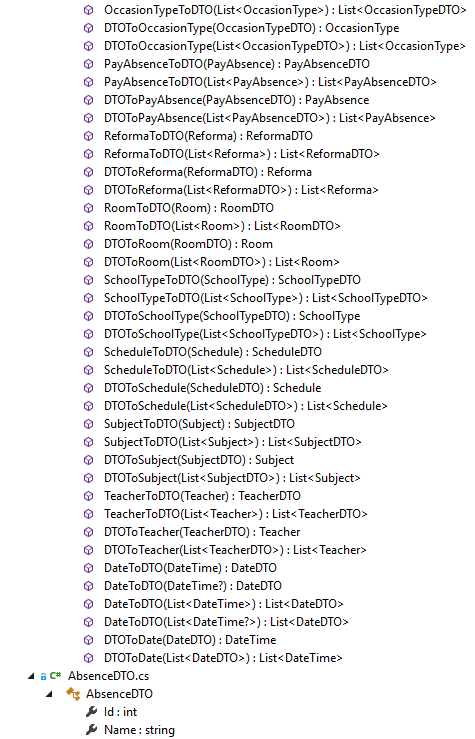 OccasionTypeToDTO(List<OccasionType>) : List<OccasionTypeDTO>
DTOToOccasionType(OccasionTypeDTO) : OccasionType
DTOToOccasionType(List<OccasionTypeDTO>) : List<OccasionType>
PayAbsenceToDTO(PayAbsence) : PayAbsenceDTO
PayAbsenceToDTO(List<PayAbsence>) : List<PayAbsenceDTO>
DTOToPayAbsence(PayAbsenceDTO) : PayAbsence
DTOToPayAbsence(List<PayAbsenceDTO>) : List<PayAbsence>
ReformaToDTO(Reforma) : ReformaDTO
ReformaToDTO(List<Reforma>) : List<ReformaDTO>
DTOToReforma(ReformaDTO) : Reforma
DTOToReforma(List<ReformaDTO>) : List<Reforma>
RoomToDTO(Room) : RoomDTO
RoomToDTO(List<Room>) : List<RoomDTO>
DTOToRoom(RoomDTO) : Room
DTOToRoom(List<RoomDTO>) : List<Room>
SchoolTypeToDTO(SchoolType) : SchoolTypeDTO
SchoolTypeToDTO(List<SchoolType>) : List<SchoolTypeDTO>
DTOToSchoolType(SchoolTypeDTO) : SchoolType
DTOToSchoolType(List<SchoolTypeDTO>) : List<SchoolType>
ScheduleToDTO(Schedule) : ScheduleDTO
ScheduleToDTO(List<Schedule>) : List<ScheduleDTO>
DTOToSchedule(ScheduleDTO) : Schedule
DTOToSchedule(List<ScheduleDTO>) : List<Schedule>
SubjectToDTO(Subject) : SubjectDTO
SubjectToDTO(List<Subject>) : List<SubjectDTO>
DTOToSubject(SubjectDTO) : Subject
DTOToSubject(List<SubjectDTO>) : List<Subject>
TeacherToDTO(Teacher) : TeacherDTO
TeacherToDTO(List<Teacher>) : List<TeacherDTO>
DTOToTeacher(TeacherDTO) : Teacher
DTOToTeacher(List<TeacherDTO>) : List<Teacher>
DateToDTO(DateTime) : DateDTO
DateToDTO(DateTime?) : DateDTO
DateToDTO(List<DateTime>) : List<DateDTO>
DateToDTO(List<DateTime?>) : List<DateDTO>
DTOToDate(DateDTO) : DateTime
DTOToDate(List<DateDTO>) : List<DateTime>
C# AbsenceDTO.cs
AbsenceDTO
Id : int
Name : string